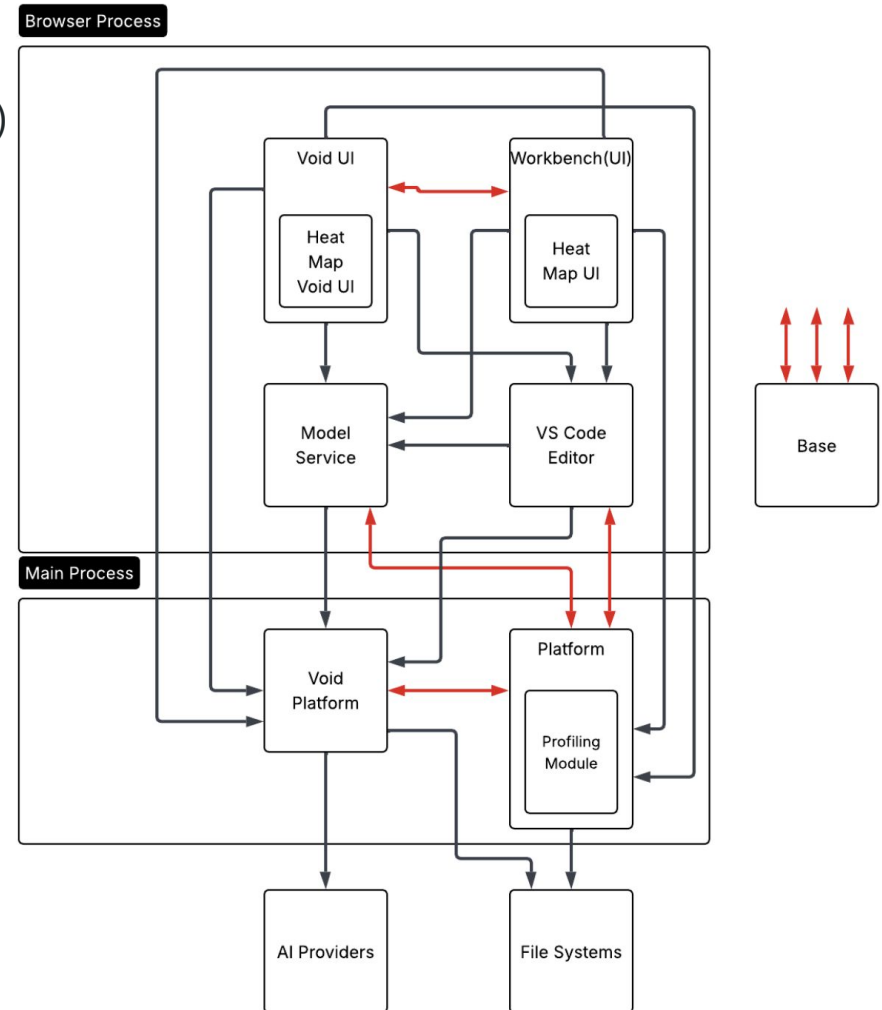 Browser Process
)
Void UI
Workbench(UI)
Heat
Map
Void UI
Heat
Map UI
Model
Service
VS Code
Editor
Base
Main Process
Void
Platform
Platform
Profiling
Module
AI Providers
File Systems